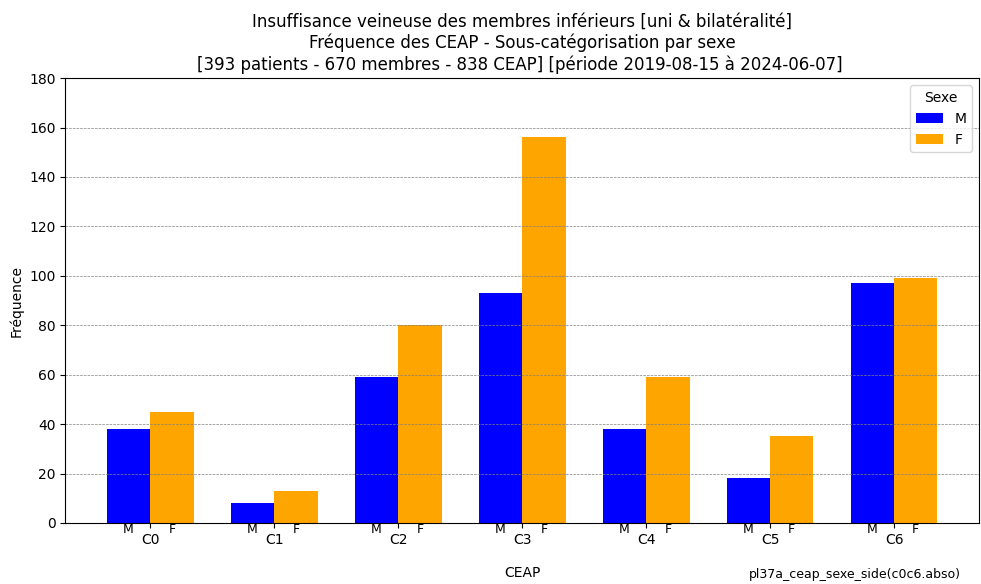 Insuffisance veineuse des membres inférieurs [uni & bilatéralité]
Fréquence des CEAP - Sous-catégorisation par sexe
[393 patients - 670 membres - 838 CEAP] [période 2019-08-15 à 2024-06-07]
Sexe
M
F
Fréquence
180
160
140
120
100
80
60
40
20
0
M F M F M F M F M F M F M F
C0 C1 C2 C3 C4 C5 C6
CEAP
pl37a_ceap_sexe_side(c0c6.abso)